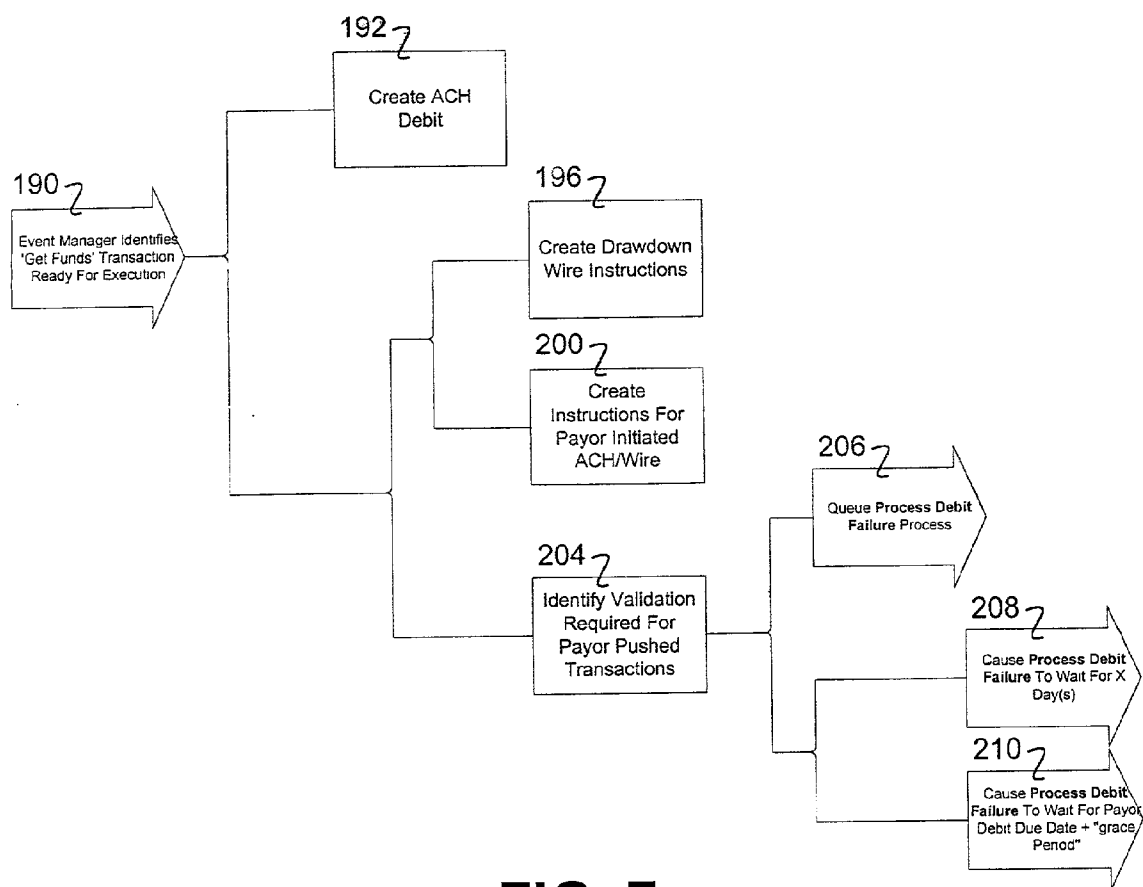 192
Create ACH
Debit
190
Event Manager Identifies
'Get Funds' Transaction
Ready For Execution
196
Create Drawdown
Wire Instructions
200
Create
Instructions For
Payor Initiated
ACH/Wire
204
Identify Validation
Required For
Payor Pushed
Transactions
206
Queue Process Debit
Failure Process
208
Cause Process Debit
Failure To Wait For X
Day(s)
210
Cause Process Debit
Failure To Wait For Payor
Debit Due Date + "grace
Period"